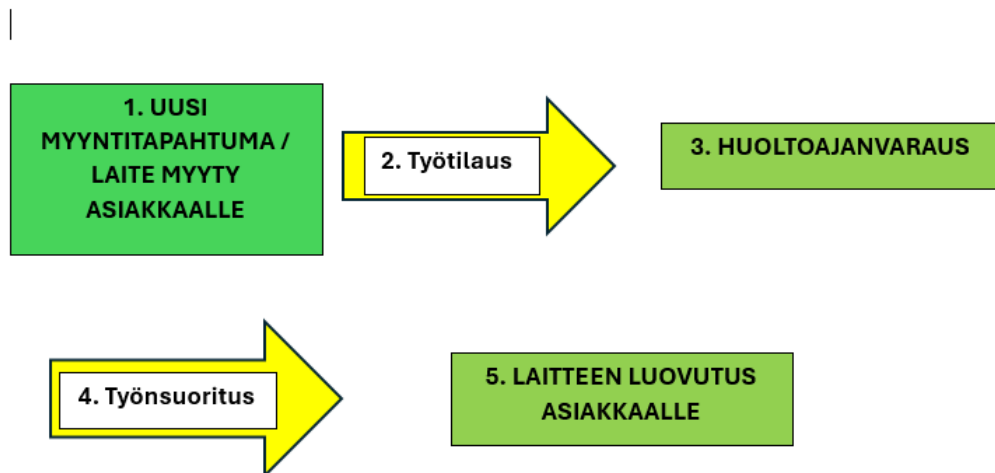 1. UUSI
MYYNTITAPAHTUMA /
LAITE MYYTY
ASIAKKAALLE
2. Työtilaus
3. HUOLTOAJANVARAUS
4. Työnsuoritus
5. LAITTEEN LUOVUTUS
ASIAKKAALLE